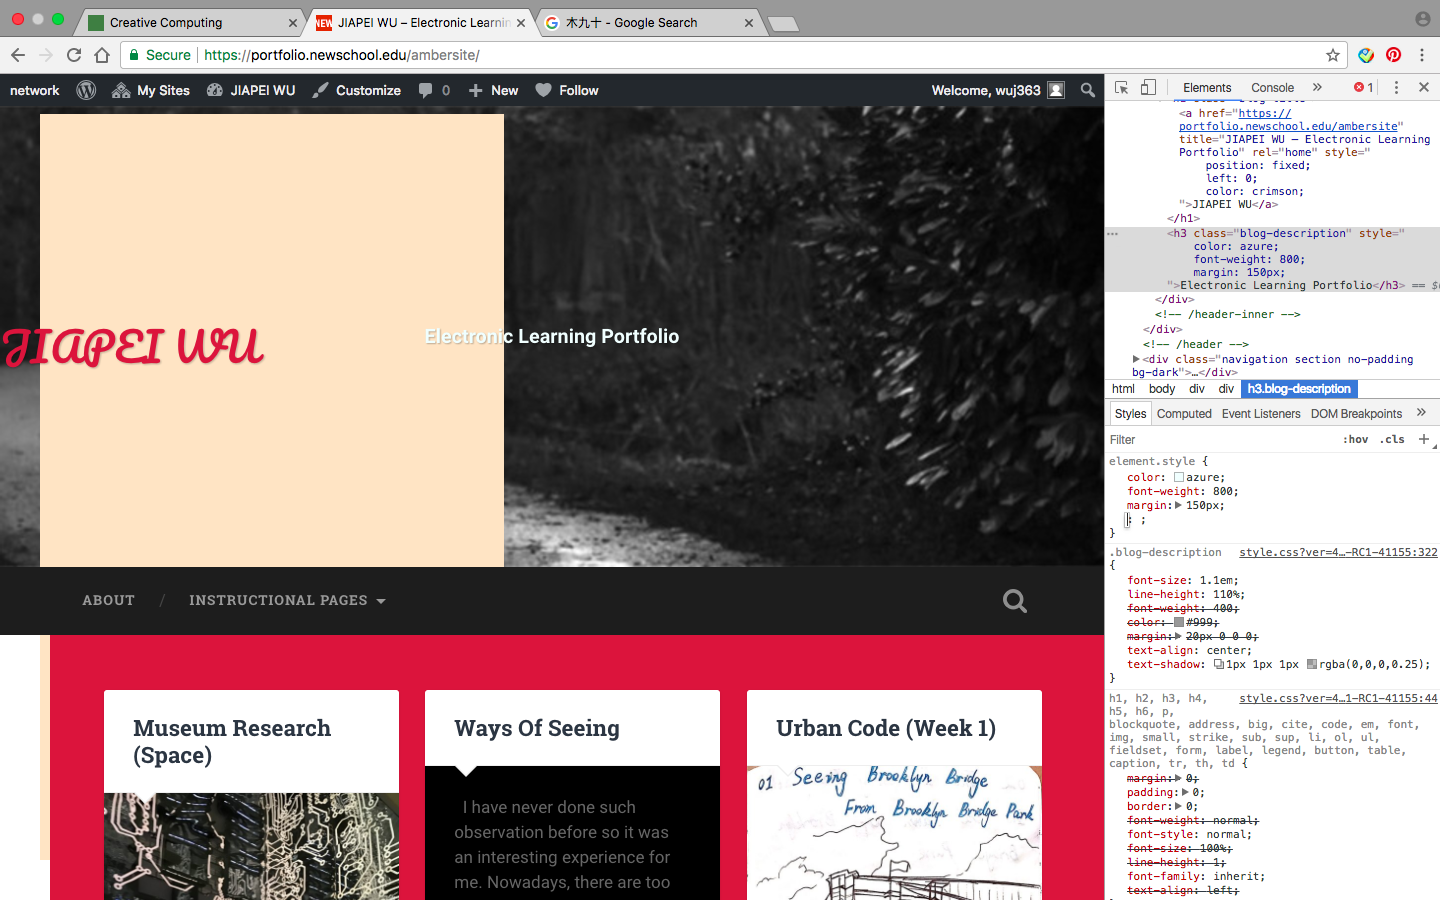 Creative Computing
NEW JIAPEI WU – Electronic Learnin
木九十 - Google Search
Secure https://portfolio.newschool.edu/ambersite/
network My Sites JIAPEI WU Customize 0 New Follow Welcome, wuj363
JIAPEI WU
Electronic Learning Portfolio
ABOUT / INSTRUCTIONAL PAGES
Museum Research
(Space)
Ways Of Seeing
I have never done such
observation before so it was
an interesting experience for
me. Nowadays, there are too
Urban Code (Week 1)
01 Seeing Brooklyn Bridge
From Brooklyn Bridge Park
Elements Console » 1
<a href="https://
portfolio.newschool.edu/ambersite"
title="JIAPEI WU – Electronic Learning
Portfolio" rel="home" style="
position: fixed;
left: 0;
color: crimson;
">JIAPEI WU</a>
</h1>
<h3 class="blog-description" style="
color: azure;
font-weight: 800;
margin: 150px;
">Electronic Learning Portfolio</h3> ==
</div>
<!-- /header-inner -->
</div>
<!-- /header -->
<div class="navigation section no-padding
bg-dark">…</div>
html body div div h3.blog-description
Styles Computed Event Listeners DOM Breakpoints »
Filter :hov .cls +
element.style {
color: azure;
font-weight: 800;
margin: 150px;
: ;
}
.blog-description style.css?ver=4…-RC1-41155:322
{
font-size: 1.1em;
line-height: 110%;
font-weight: 400;
color: #999;
margin: 20px 0 0 0;
text-align: center;
text-shadow: 1px 1px 1px rgba(0,0,0,0.25);
}
h1, h2, h3, h4, style.css?ver=4…1-RC1-41155:44
h5, h6, p,
blockquote, address, big, cite, code, em, font,
img, small, strike, sub, sup, li, ol, ul,
fieldset, form, label, legend, button, table,
caption, tr, th, td {
margin: 0;
padding: 0;
border: 0;
font-weight: normal;
font-style: normal;
font-size: 100%;
line-height: 1;
font-family: inherit;
text-align: left;